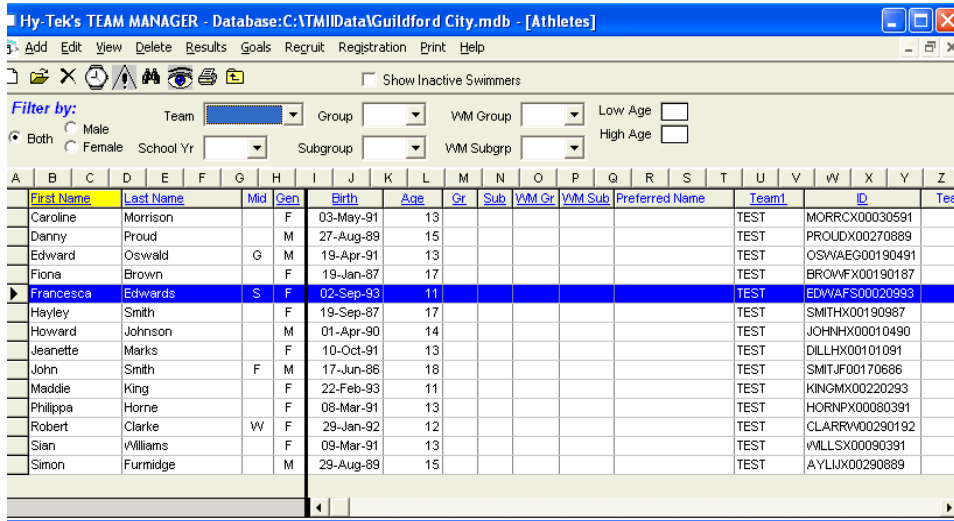 Hy-Tek's TEAM MANAGER - Database:C:\TMIIData\Guildford City.mdb - [Athletes]
Add Edit View Delete Results Goals Recruit Registration Print Help
Show Inactive Swimmers
Filter by:
Both Male Female
Team Group WM Group Low Age
School Yr Subgroup WM Subgrp High Age
A B C D E F G H I J K L M N O P Q R S T U V W X Y Z
First Name Last Name Mid Gen Birth Age Gr Sub WM Gr WM Sub Preferred Name Team1 ID Tea
Caroline Morrison F 03-May-91 13 TEST MORRCX00030591
Danny Proud M 27-Aug-89 15 TEST PROUDX00270889
Edward Oswald G M 19-Apr-91 13 TEST OSWAEG00190491
Fiona Brown F 19-Jan-87 17 TEST BROWFX00190187
Francesca Edwards S F 02-Sep-93 11 TEST EDWAFS00020993
Hayley Smith F 19-Sep-87 17 TEST SMITHX00190987
Howard Johnson M 01-Apr-90 14 TEST JOHNHX00010490
Jeanette Marks F 10-Oct-91 13 TEST DILLHX00101091
John Smith F M 17-Jun-86 18 TEST SMITJF00170686
Maddie King F 22-Feb-93 11 TEST KINGMX00220293
Philippa Horne F 08-Mar-91 13 TEST HORNPX00080391
Robert Clarke W F 29-Jan-92 12 TEST CLARRW00290192
Sian Williams F 09-Mar-91 13 TEST WILLSX00090391
Simon Furmidge M 29-Aug-89 15 TEST AYLIJX00290889